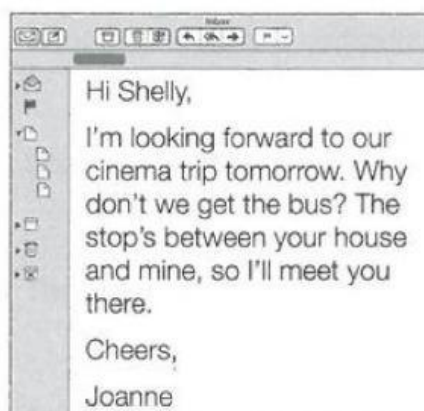 Inbox
Hi Shelly,
I'm looking forward to our
cinema trip tomorrow. Why
don't we get the bus? The
stop's between your house
and mine, so I'll meet you
there.
Cheers,
Joanne